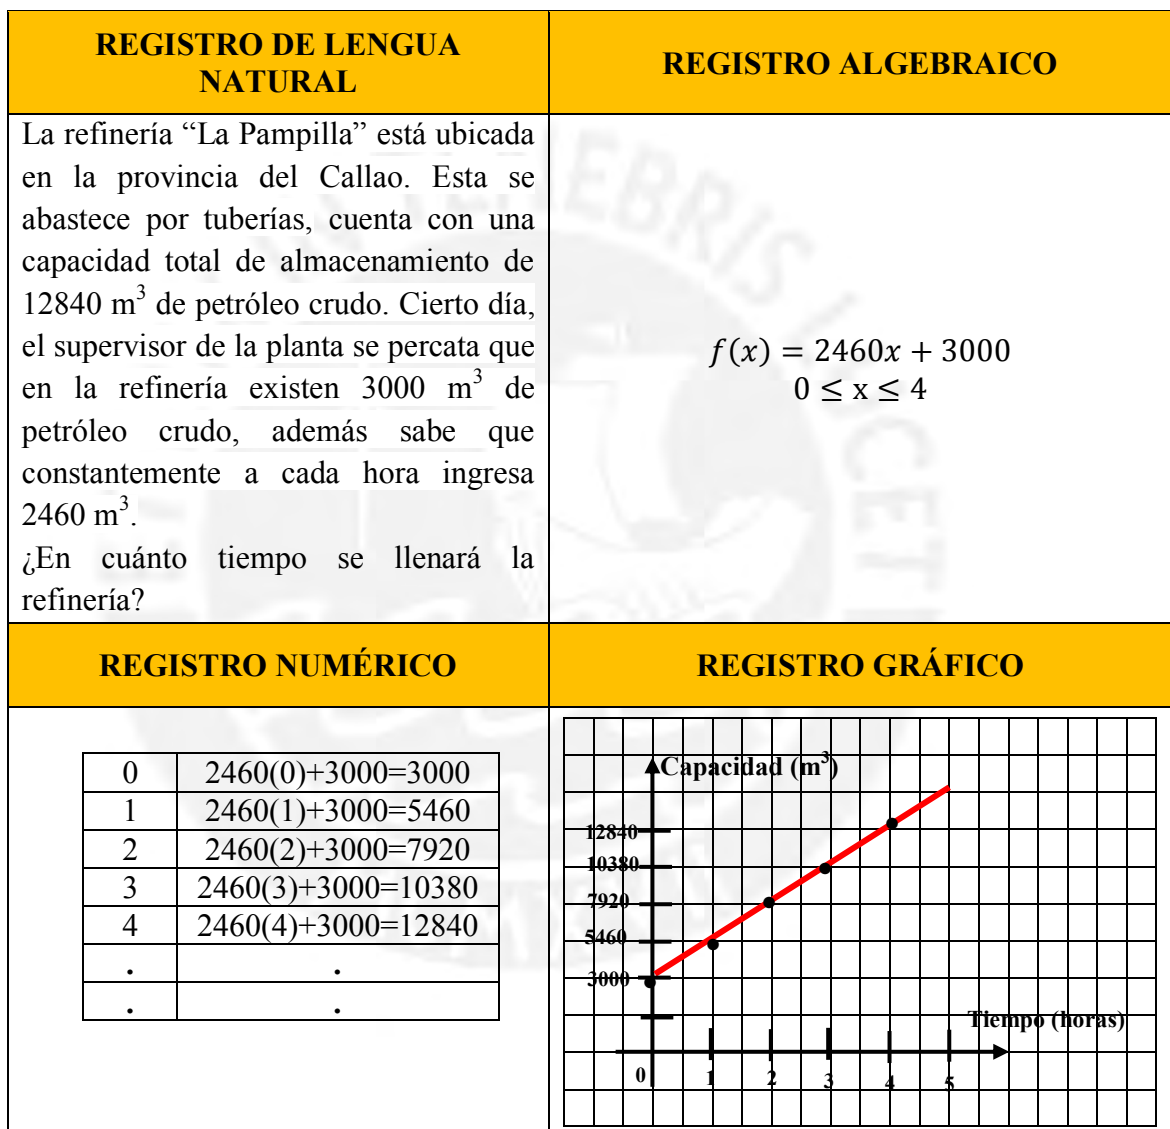 REGISTRO DE LENGUA
NATURAL
REGISTRO ALGEBRAICO
La refinería “La Pampilla” está ubicada
en la provincia del Callao. Esta se
abastece por tuberías, cuenta con una
capacidad total de almacenamiento de
12840 m³ de petróleo crudo. Cierto día,
el supervisor de la planta se percata que
en la refinería existen 3000 m³ de
petróleo crudo, además sabe que
constantemente a cada hora ingresa
2460 m³.
¿En cuánto tiempo se llenará la
refinería?
f(x) = 2460x + 3000
0 ≤ x ≤ 4
REGISTRO NUMÉRICO
REGISTRO GRÁFICO
0 2460(0)+3000=3000
1 2460(1)+3000=5460
2 2460(2)+3000=7920
3 2460(3)+3000=10380
4 2460(4)+3000=12840
. .
. .
Capacidad (m³)
12840
10380
7920
5460
3000
Tiempo (horas)
0 1 2 3 4 5